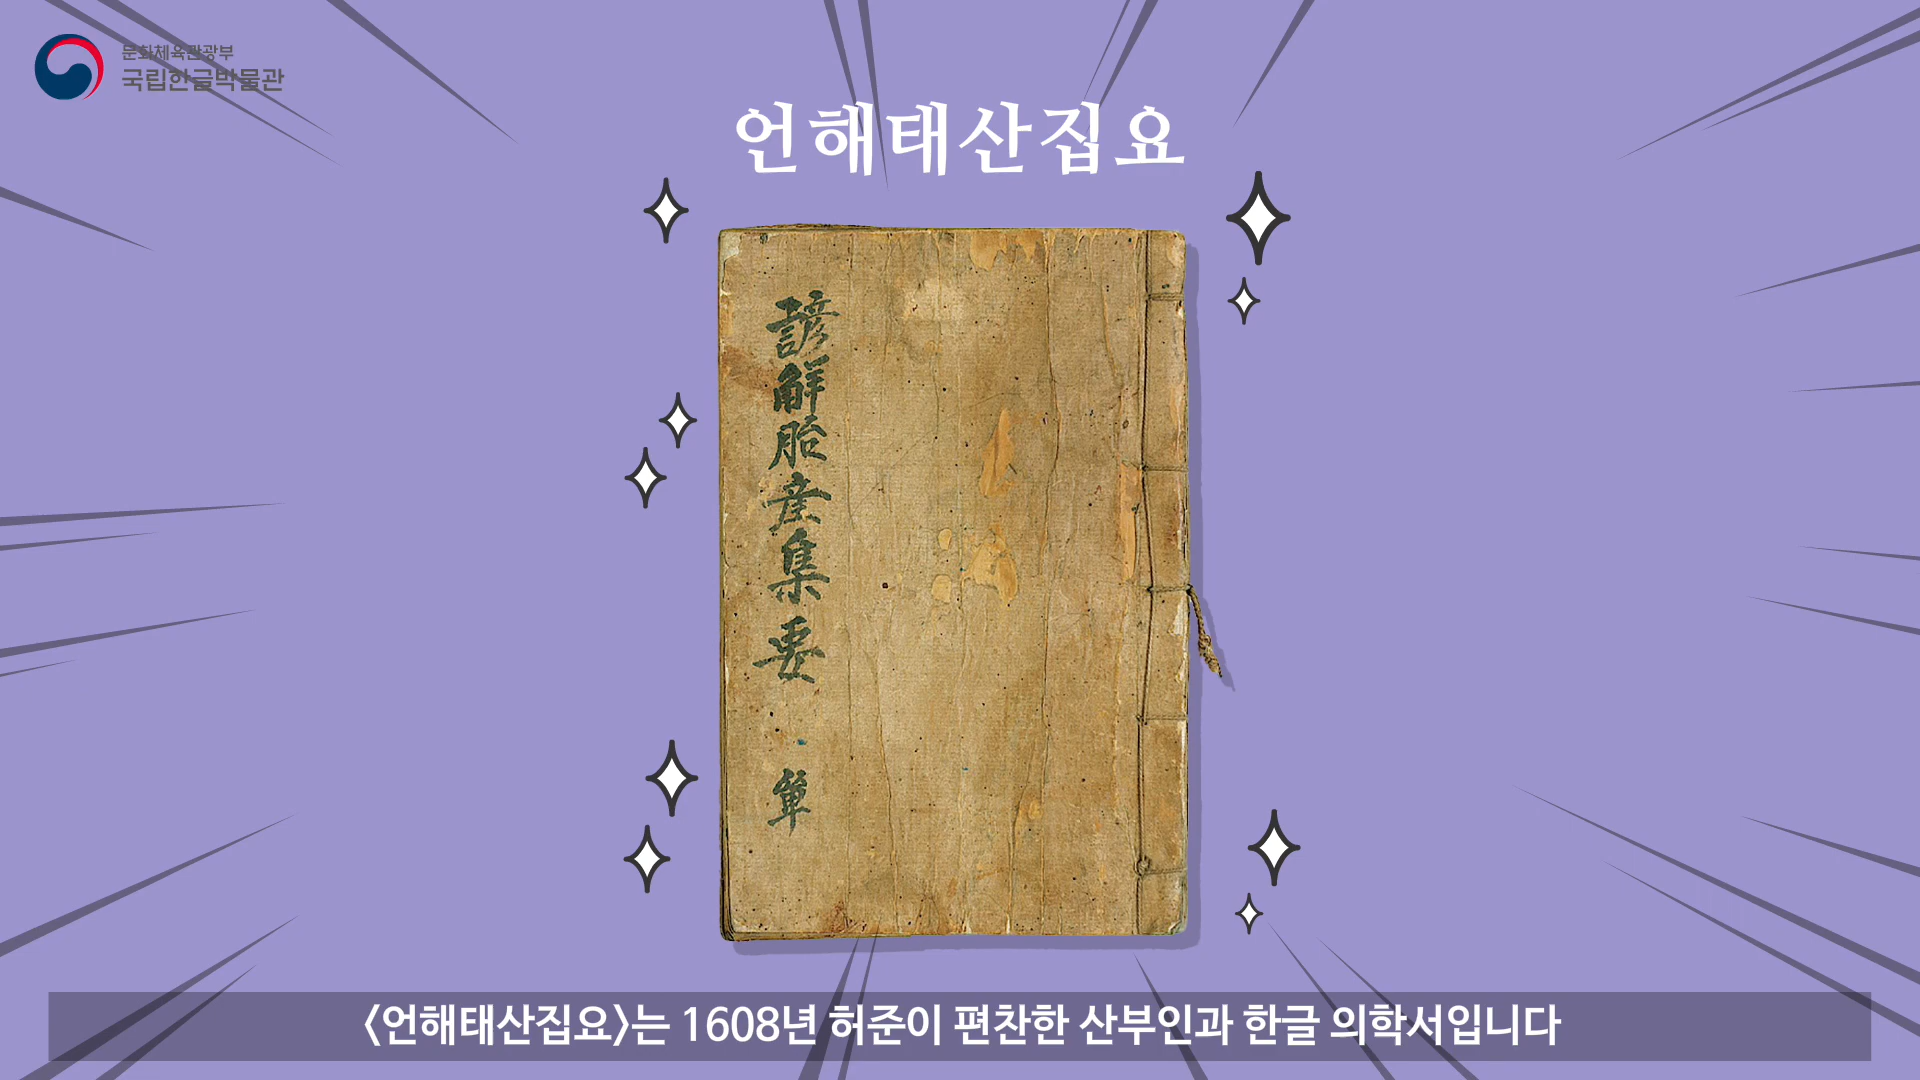 문화체육관광부
국립한글박물관
언해태산집요
諺解胎産集要
單
〈언해태산집요〉는 1608년 허준이 편찬한 산부인과 한글 의학서입니다